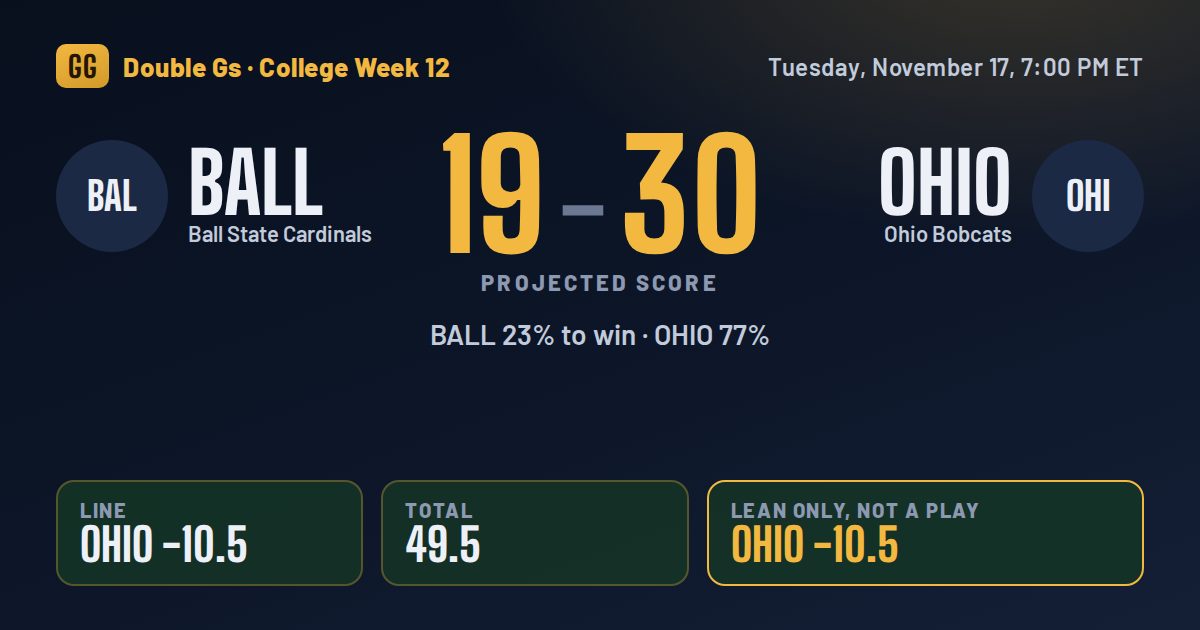 GG Double Gs · College Week 12
Tuesday, November 17, 7:00 PM ET
BAL
BALL
Ball State Cardinals
19 – 30
OHIO
Ohio Bobcats
OHI
PROJECTED SCORE
BALL 23% to win · OHIO 77%
LINE
OHIO −10.5
TOTAL
49.5
LEAN ONLY, NOT A PLAY
OHIO −10.5